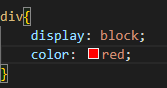 div{
display: block;
color: red;
}